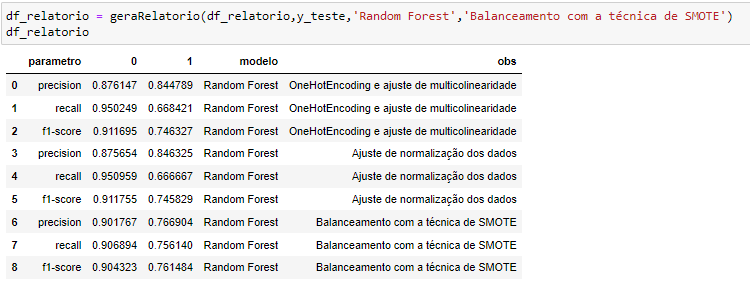 df_relatorio = geraRelatorio(df_relatorio,y_teste,'Random Forest','Balanceamento com a técnica de SMOTE')
df_relatorio
parametro 0 1 modelo obs
0 precision 0.876147 0.844789 Random Forest OneHotEncoding e ajuste de multicolinearidade
1 recall 0.950249 0.668421 Random Forest OneHotEncoding e ajuste de multicolinearidade
2 f1-score 0.911695 0.746327 Random Forest OneHotEncoding e ajuste de multicolinearidade
3 precision 0.875654 0.846325 Random Forest Ajuste de normalização dos dados
4 recall 0.950959 0.666667 Random Forest Ajuste de normalização dos dados
5 f1-score 0.911755 0.745829 Random Forest Ajuste de normalização dos dados
6 precision 0.901767 0.766904 Random Forest Balanceamento com a técnica de SMOTE
7 recall 0.906894 0.756140 Random Forest Balanceamento com a técnica de SMOTE
8 f1-score 0.904323 0.761484 Random Forest Balanceamento com a técnica de SMOTE